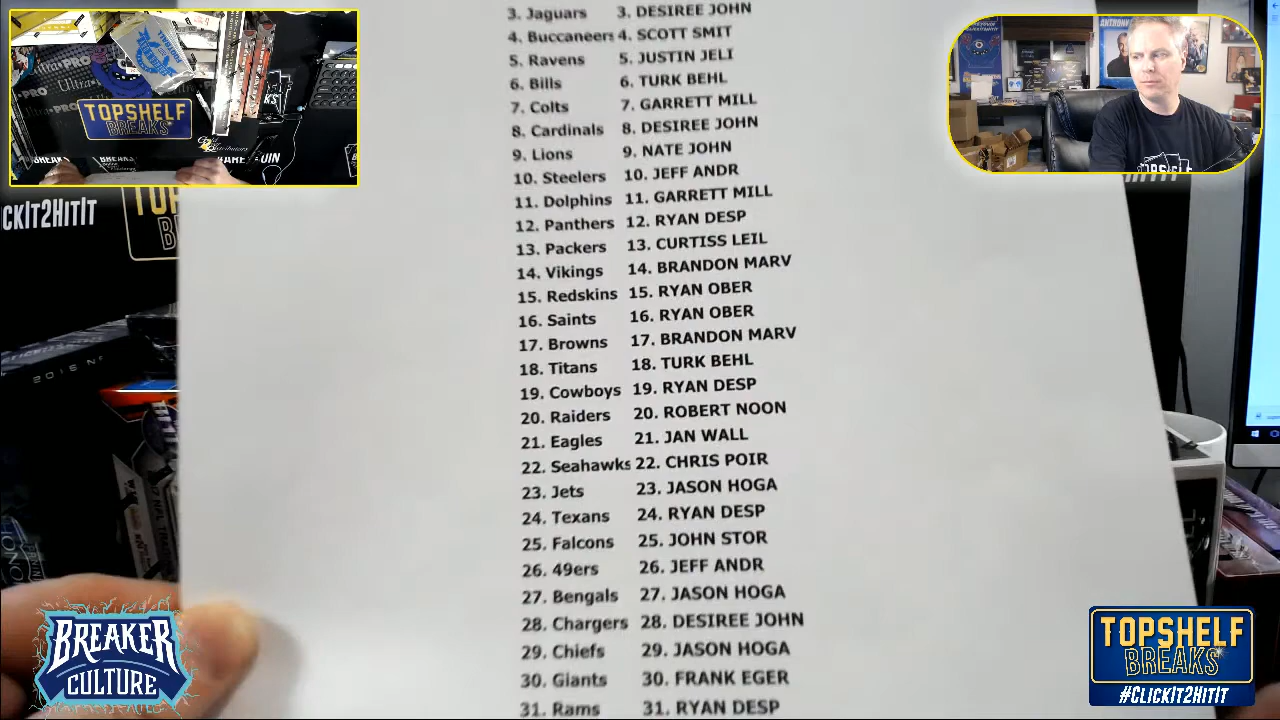 3. Jaguars 3. DESIREE JOHN
4. Buccaneers 4. SCOTT SMIT
5. Ravens 5. JUSTIN JELI
6. Bills 6. TURK BEHL
7. Colts 7. GARRETT MILL
8. Cardinals 8. DESIREE JOHN
9. Lions 9. NATE JOHN
10. Steelers 10. JEFF ANDR
11. Dolphins 11. GARRETT MILL
12. Panthers 12. RYAN DESP
13. Packers 13. CURTISS LEIL
14. Vikings 14. BRANDON MARV
15. Redskins 15. RYAN OBER
16. Saints 16. RYAN OBER
17. Browns 17. BRANDON MARV
18. Titans 18. TURK BEHL
19. Cowboys 19. RYAN DESP
20. Raiders 20. ROBERT NOON
21. Eagles 21. JAN WALL
22. Seahawks 22. CHRIS POIR
23. Jets 23. JASON HOGA
24. Texans 24. RYAN DESP
25. Falcons 25. JOHN STOR
26. 49ers 26. JEFF ANDR
27. Bengals 27. JASON HOGA
28. Chargers 28. DESIREE JOHN
29. Chiefs 29. JASON HOGA
30. Giants 30. FRANK EGER
31. Rams 31. RYAN DESP
TOPSHELF
BREAKS
BREAKER
CULTURE
TOPSHELF
BREAKS
#CLICKIT2HITIT